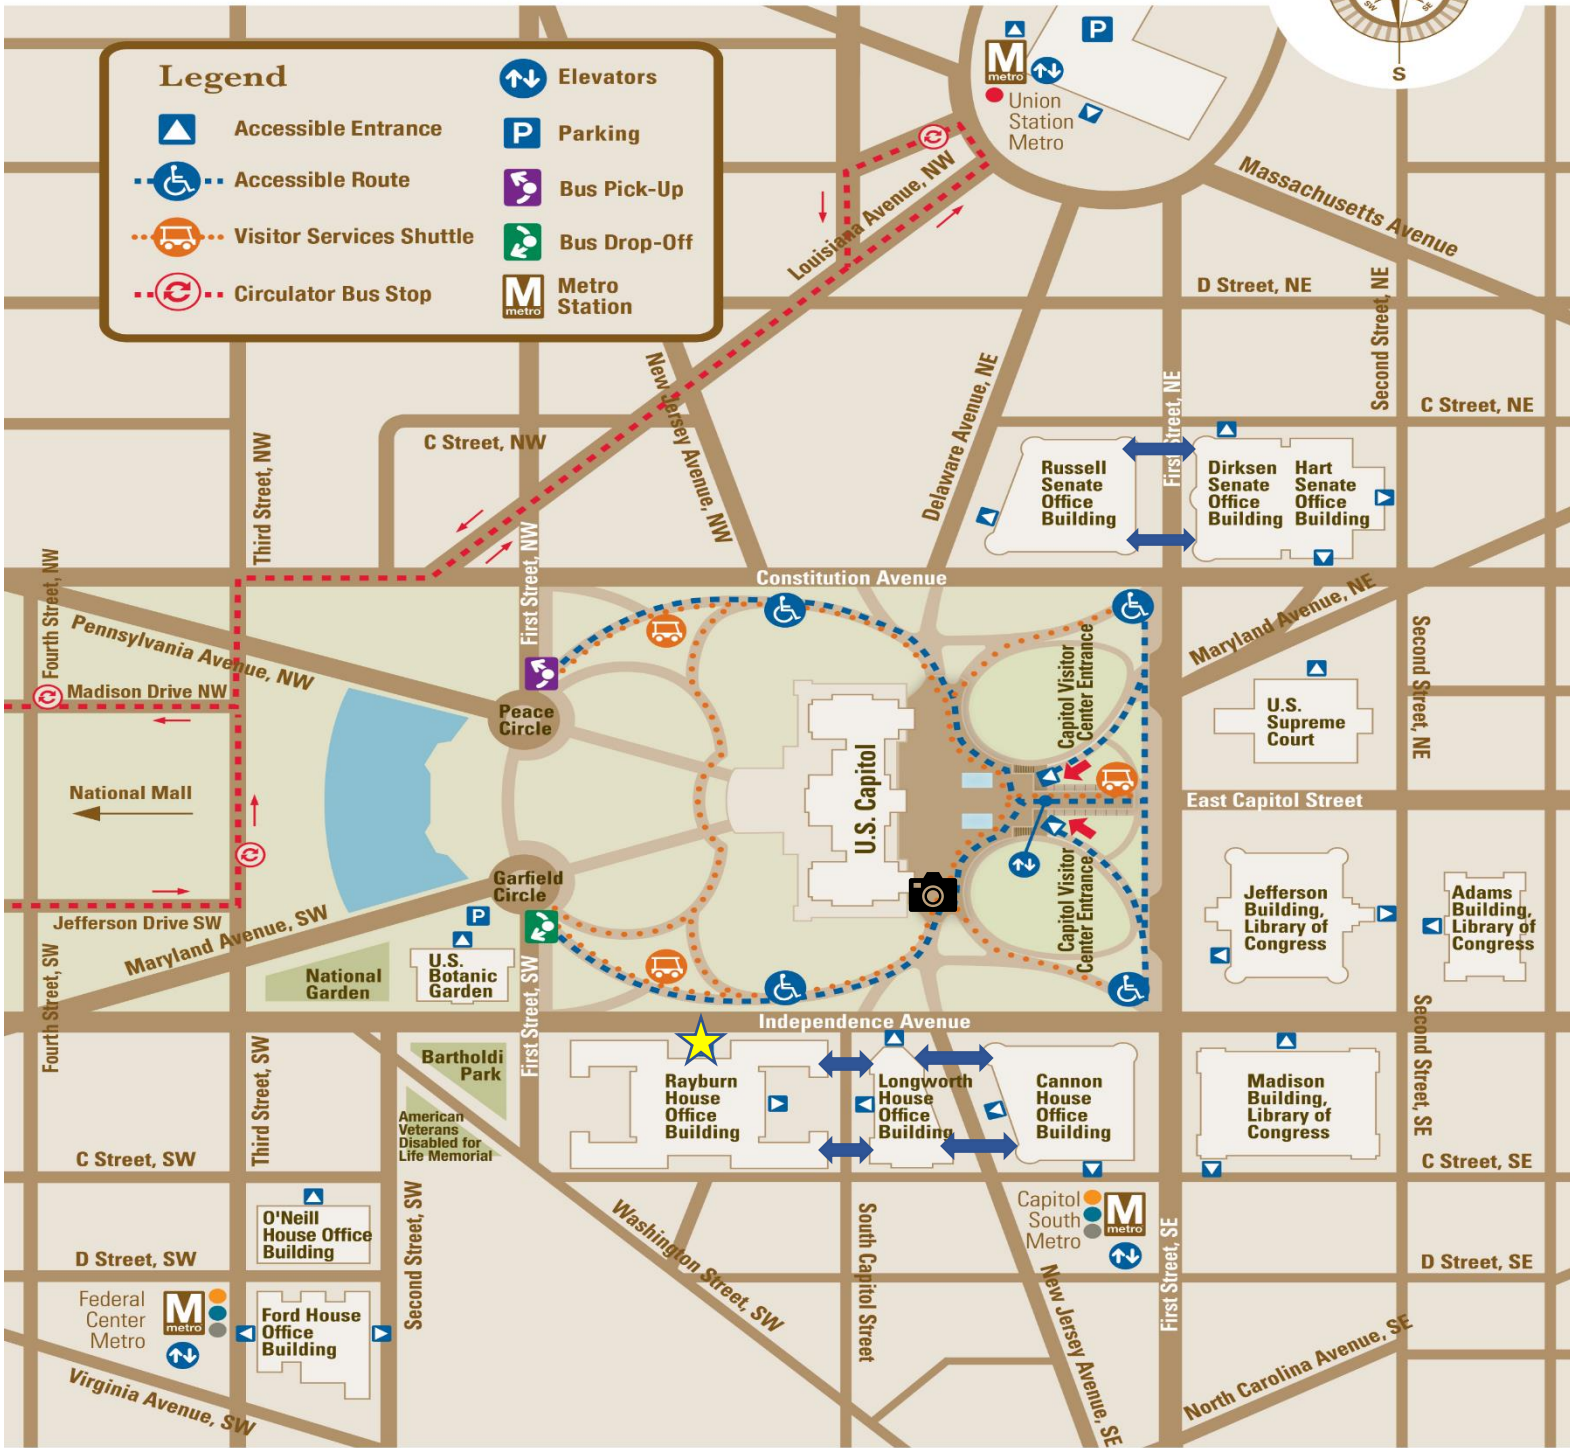 SW
SE
S
Legend
Accessible Entrance
Accessible Route
Visitor Services Shuttle
Circulator Bus Stop
Elevators
P
Parking
Bus Pick-Up
Bus Drop-Off
M
metro
Metro
Station
P
M
metro
Union
Station
Metro
Massachusetts Avenue
Louisiana Avenue, NW
D Street, NE
Second Street, NE
New Jersey Avenue, NW
Delaware Avenue, NE
First Street, NE
C Street, NE
C Street, NW
Third Street, NW
Russell
Senate
Office
Building
Dirksen
Senate
Office
Building
Hart
Senate
Office
Building
First Street, NW
Fourth Street, NW
Constitution Avenue
Maryland Avenue, NE
Pennsylvania Avenue, NW
Second Street, NE
Madison Drive NW
Peace
Circle
Capitol Visitor
Center Entrance
U.S.
Supreme
Court
U.S. Capitol
National Mall
East Capitol Street
Garfield
Circle
Capitol Visitor
Center Entrance
Jefferson
Building,
Library of
Congress
Adams
Building,
Library of
Congress
Jefferson Drive SW
P
Maryland Avenue, SW
U.S.
Botanic
Garden
National
Garden
Fourth Street, SW
First Street, SW
Independence Avenue
Second Street, SE
Third Street, SW
Bartholdi
Park
American
Veterans
Disabled for
Life Memorial
Rayburn
House
Office
Building
Longworth
House
Office
Building
Cannon
House
Office
Building
Madison
Building,
Library of
Congress
C Street, SW
C Street, SE
Second Street, SW
O'Neill
House Office
Building
Washington Street, SW
South Capitol Street
Capitol
South
Metro
M
metro
First Street, SE
D Street, SW
D Street, SE
Federal
Center
Metro
M
metro
Ford House
Office
Building
New Jersey Avenue, SE
North Carolina Avenue, SE
Virginia Avenue, SW